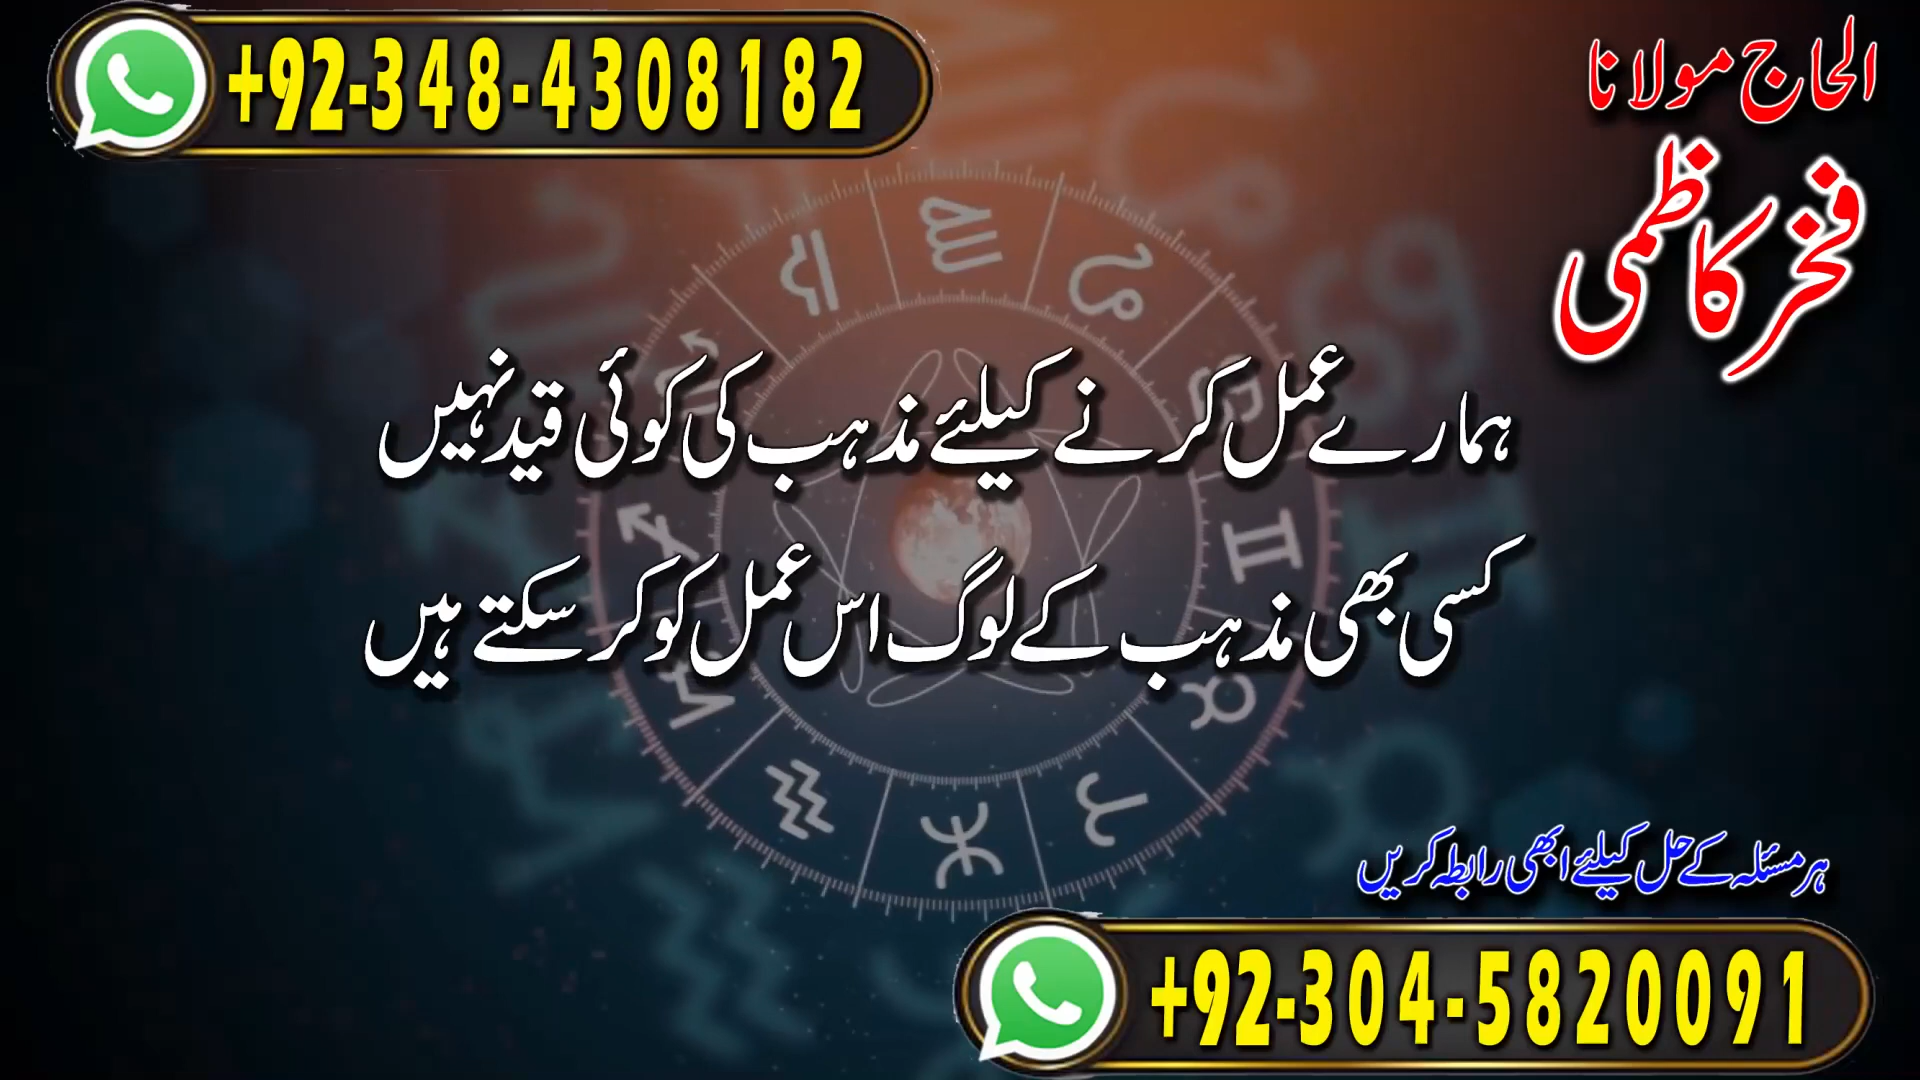 +92-348-4308182
الحاج مولانا
فخر کاظمی
ہمارے عمل کرنے کیلئے مذہب کی کوئی قید نہیں
کسی بھی مذہب کے لوگ اس عمل کو کر سکتے ہیں
ہر مسئلہ کے حل کیلئے ابھی رابطہ کریں
+92-304-5820091